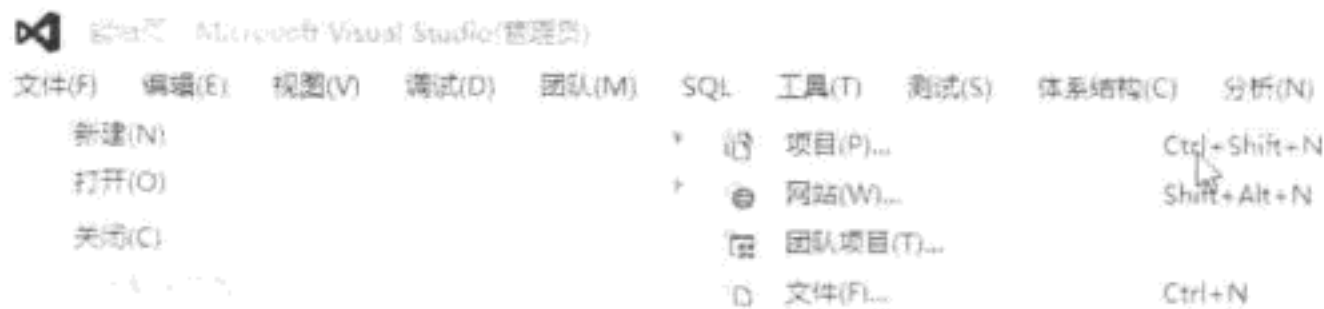 Microsoft Visual Studio(管理员)
文件(F) 编辑(E) 视图(V) 调试(D) 团队(M) SQL 工具(T) 测试(S) 体系结构(C) 分析(N)
新建(N) 项目(P)... Ctrl+Shift+N
打开(O) 网站(W)... Shift+Alt+N
关闭(C) 团队项目(T)...
文件(F)... Ctrl+N